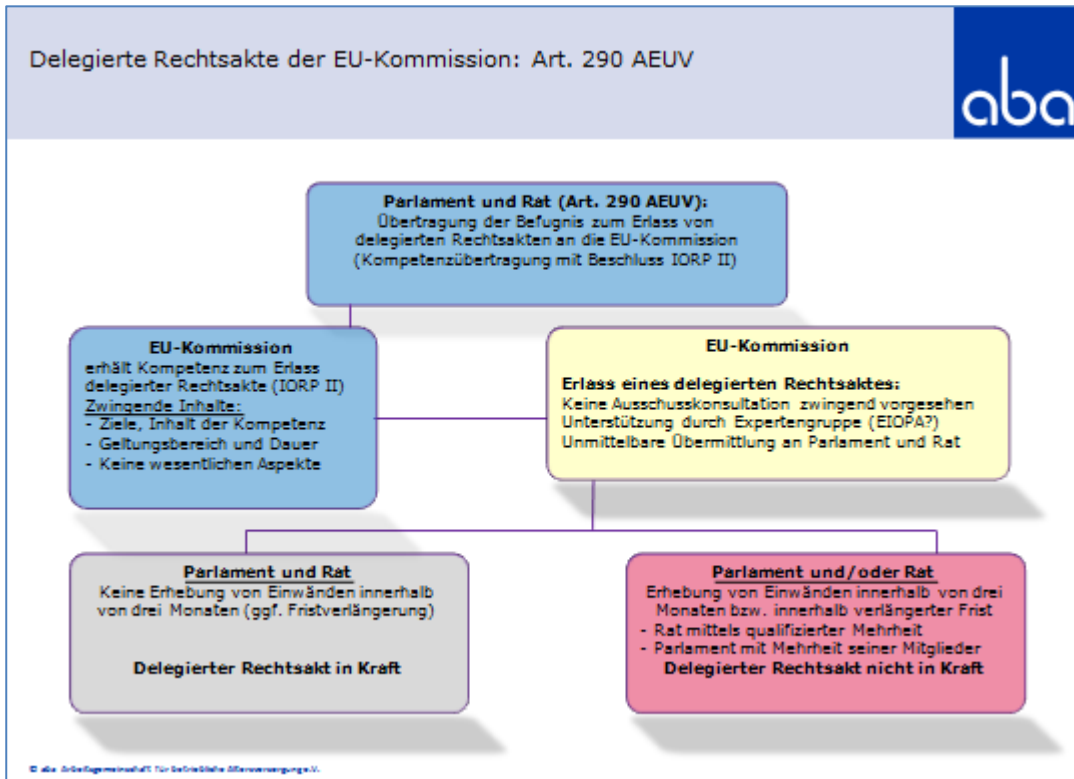 Delegierte Rechtsakte der EU-Kommission: Art. 290 AEUV
aba
Parlament und Rat (Art. 290 AEUV):
Übertragung der Befugnis zum Erlass von
delegierten Rechtsakten an die EU-Kommission
(Kompetenzübertragung mit Beschluss IORP II)
EU-Kommission
erhält Kompetenz zum Erlass
delegierter Rechtsakte (IORP II)
Zwingende Inhalte:
- Ziele, Inhalt der Kompetenz
- Geltungsbereich und Dauer
- Keine wesentlichen Aspekte
EU-Kommission
Erlass eines delegierten Rechtsaktes:
Keine Ausschusskonsultation zwingend vorgesehen
Unterstützung durch Expertengruppe (EIOPA?)
Unmittelbare Übermittlung an Parlament und Rat
Parlament und Rat
Keine Erhebung von Einwänden innerhalb
von drei Monaten (ggf. Fristverlängerung)
Delegierter Rechtsakt in Kraft
Parlament und/oder Rat
Erhebung von Einwänden innerhalb von drei
Monaten bzw. innerhalb verlängerter Frist
- Rat mittels qualifizierter Mehrheit
- Parlament mit Mehrheit seiner Mitglieder
Delegierter Rechtsakt nicht in Kraft
© aba Arbeitsgemeinschaft für betriebliche Altersversorgung e.V.